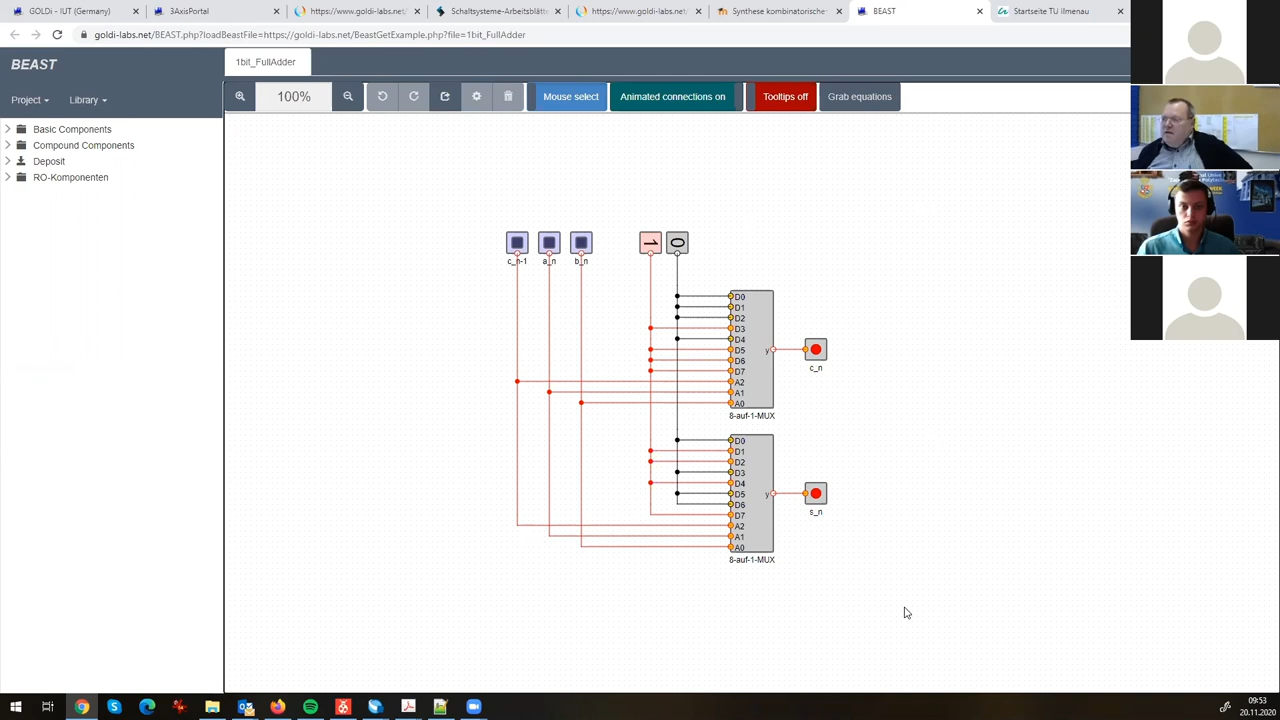 GOLDi - IUT (Germany)
3AxisPortal
https://www.goldi-labs.net/
Schaltsysteme-Arbeitsblätt
https://www.goldi-labs.net/
Synthese kombinatorische
BEAST
Startseite TU Ilmenau
goldi-labs.net/BEAST.php?loadBeastFile=https://goldi-labs.net/BeastGetExample.php?file=1bit_FullAdder
BEAST
1bit_FullAdder
Project
Library
100%
Mouse select
Animated connections on
Tooltips off
Grab equations
Basic Components
Compound Components
Deposit
RO-Komponenten
1
0
c_n-1
a_n
b_n
D0
D1
D2
D3
D4
D5
D6
D7
A2
A1
A0
y
8-auf-1-MUX
c_n
D0
D1
D2
D3
D4
D5
D6
D7
A2
A1
A0
y
8-auf-1-MUX
s_n
09:53
20.11.2020